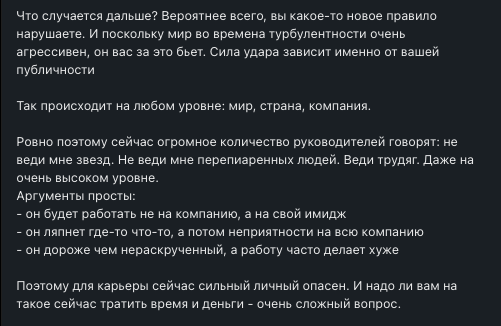 Что случается дальше? Вероятнее всего, вы какое-то новое правило
нарушаете. И поскольку мир во времена турбулентности очень
агрессивен, он вас за это бьет. Сила удара зависит именно от вашей
публичности
Так происходит на любом уровне: мир, страна, компания.
Ровно поэтому сейчас огромное количество руководителей говорят: не
веди мне звезд. Не веди мне перепиаренных людей. Веди трудяг. Даже на
очень высоком уровне.
Аргументы просты:
- он будет работать не на компанию, а на свой имидж
- он ляпнет где-то что-то, а потом неприятности на всю компанию
- он дороже чем нераскрученный, а работу часто делает хуже
Поэтому для карьеры сейчас сильный личный опасен. И надо ли вам на
такое сейчас тратить время и деньги - очень сложный вопрос.